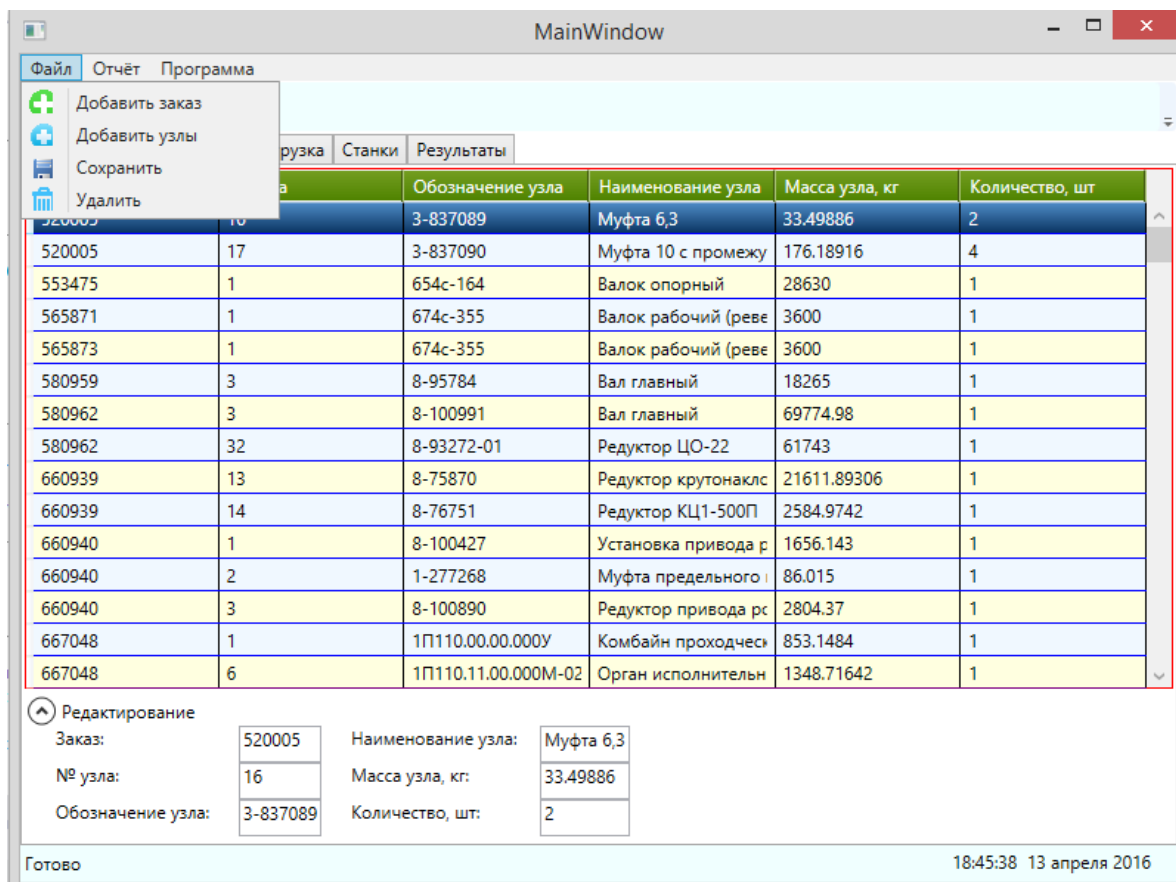 MainWindow
Файл Отчёт Программа
Добавить заказ
Добавить узлы
Сохранить
Удалить
Станки Результаты
Обозначение узла Наименование узла Масса узла, кг Количество, шт
520005 16 3-837089 Муфта 6,3 33.49886 2
520005 17 3-837090 Муфта 10 с промежу 176.18916 4
553475 1 654с-164 Валок опорный 28630 1
565871 1 674с-355 Валок рабочий (реве 3600 1
565873 1 674с-355 Валок рабочий (реве 3600 1
580959 3 8-95784 Вал главный 18265 1
580962 3 8-100991 Вал главный 69774.98 1
580962 32 8-93272-01 Редуктор ЦО-22 61743 1
660939 13 8-75870 Редуктор крутонакло 21611.89306 1
660939 14 8-76751 Редуктор КЦ1-500П 2584.9742 1
660940 1 8-100427 Установка привода р 1656.143 1
660940 2 1-277268 Муфта предельного 86.015 1
660940 3 8-100890 Редуктор привода ро 2804.37 1
667048 1 1П110.00.00.000У Комбайн проходческ 853.1484 1
667048 6 1П110.11.00.000М-02 Орган исполнительн 1348.71642 1
Редактирование
Заказ: 520005 Наименование узла: Муфта 6,3
№ узла: 16 Масса узла, кг: 33.49886
Обозначение узла: 3-837089 Количество, шт: 2
Готово 18:45:38 13 апреля 2016